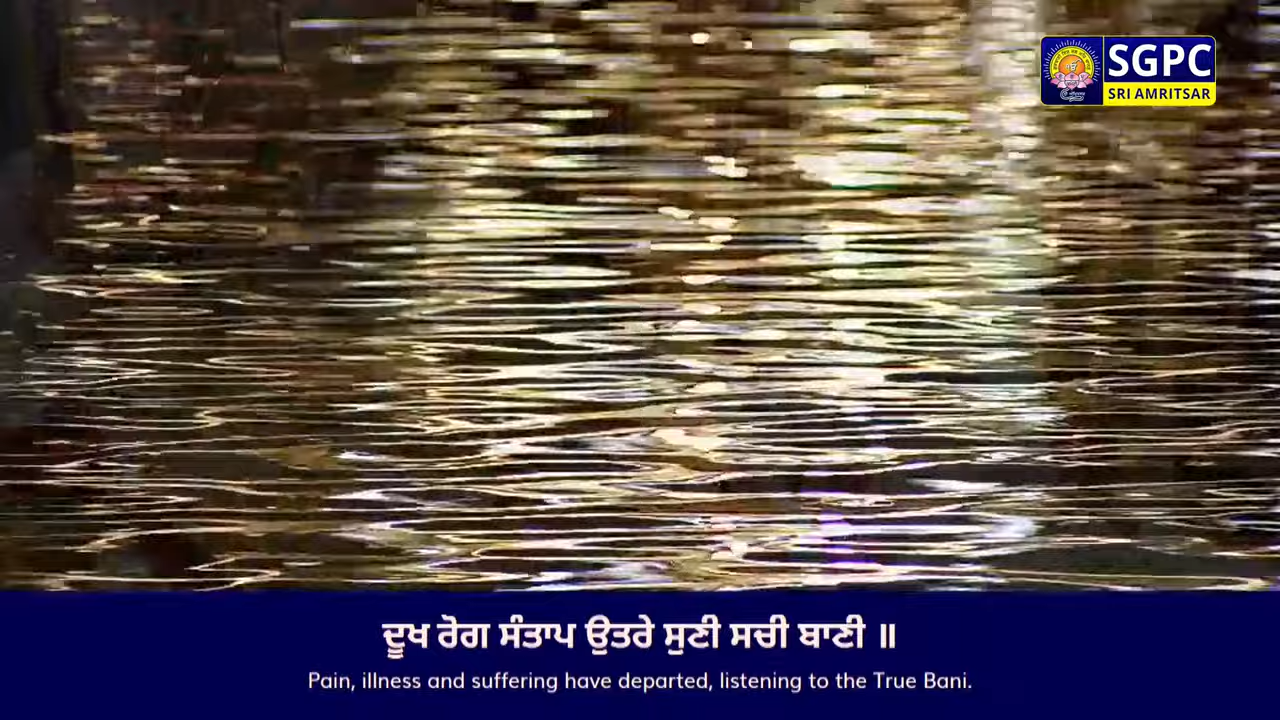 SGPC
SRI AMRITSAR
ਦੂਖ ਰੋਗ ਸੰਤਾਪ ਉਤਰੇ ਸੁਣੀ ਸਚੀ ਬਾਣੀ ॥
Pain, illness and suffering have departed, listening to the True Bani.